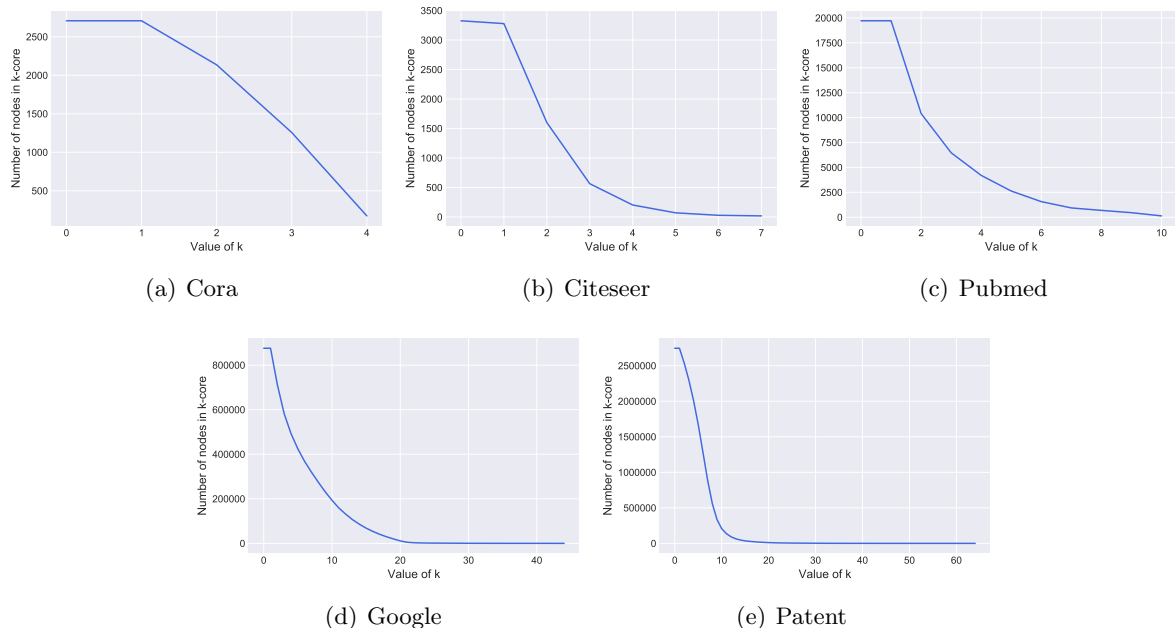 Number of nodes in k-core
2500
2000
1500
1000
500
0 1 2 3 4
Value of k
(a) Cora
Number of nodes in k-core
3500
3000
2500
2000
1500
1000
500
0
0 1 2 3 4 5 6 7
Value of k
(b) Citeseer
Number of nodes in k-core
20000
17500
15000
12500
10000
7500
5000
2500
0
0 2 4 6 8 10
Value of k
(c) Pubmed
Number of nodes in k-core
800000
600000
400000
200000
0
0 10 20 30 40
Value of k
(d) Google
Number of nodes in k-core
2500000
2000000
1500000
1000000
500000
0
0 10 20 30 40 50 60
Value of k
(e) Patent